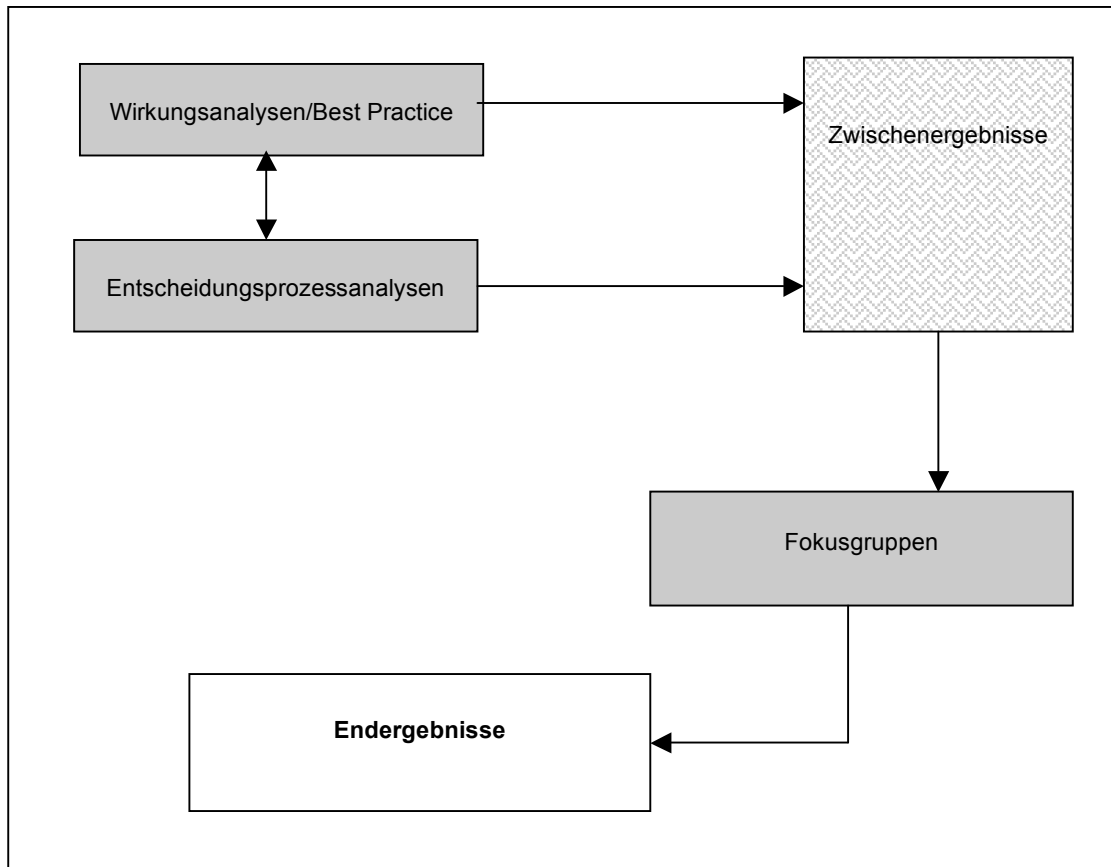 Wirkungsanalysen/Best Practice
Zwischenergebnisse
Entscheidungsprozessanalysen
Fokusgruppen
Endergebnisse